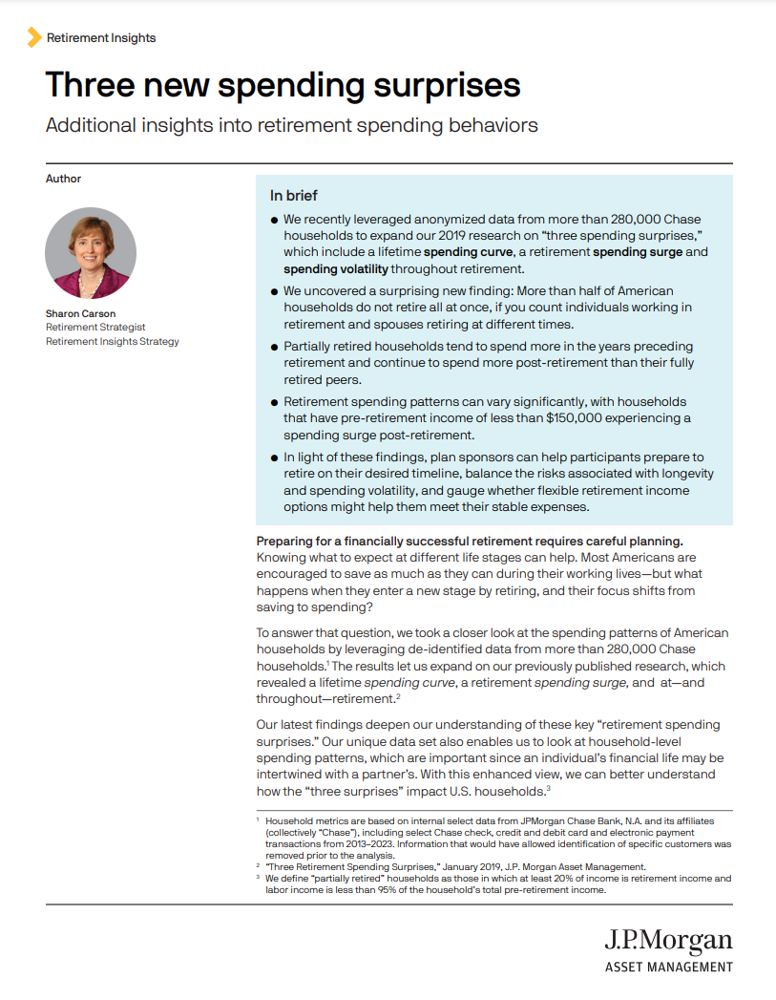 Retirement Insights
Three new spending surprises
Additional insights into retirement spending behaviors
Author
Sharon Carson
Retirement Strategist
Retirement Insights Strategy
In brief
● We recently leveraged anonymized data from more than 280,000 Chase
households to expand our 2019 research on “three spending surprises,”
which include a lifetime spending curve, a retirement spending surge and
spending volatility throughout retirement.
● We uncovered a surprising new finding: More than half of American
households do not retire all at once, if you count individuals working in
retirement and spouses retiring at different times.
● Partially retired households tend to spend more in the years preceding
retirement and continue to spend more post-retirement than their fully
retired peers.
● Retirement spending patterns can vary significantly, with households
that have pre-retirement income of less than $150,000 experiencing a
spending surge post-retirement.
● In light of these findings, plan sponsors can help participants prepare to
retire on their desired timeline, balance the risks associated with longevity
and spending volatility, and gauge whether flexible retirement income
options might help them meet their stable expenses.
Preparing for a financially successful retirement requires careful planning.
Knowing what to expect at different life stages can help. Most Americans are
encouraged to save as much as they can during their working lives—but what
happens when they enter a new stage by retiring, and their focus shifts from
saving to spending?
To answer that question, we took a closer look at the spending patterns of American
households by leveraging de-identified data from more than 280,000 Chase
households.¹ The results let us expand on our previously published research, which
revealed a lifetime spending curve, a retirement spending surge, and at—and
throughout—retirement.²
Our latest findings deepen our understanding of these key “retirement spending
surprises.” Our unique data set also enables us to look at household-level
spending patterns, which are important since an individual’s financial life may be
intertwined with a partner’s. With this enhanced view, we can better understand
how the “three surprises” impact U.S. households.³
¹ Household metrics are based on internal select data from JPMorgan Chase Bank, N.A. and its affiliates
(collectively “Chase”), including select Chase check, credit and debit card and electronic payment
transactions from 2013–2023. Information that would have allowed identification of specific customers was
removed prior to the analysis.
² “Three Retirement Spending Surprises,” January 2019, J.P. Morgan Asset Management.
³ We define “partially retired” households as those in which at least 20% of income is retirement income and
labor income is less than 95% of the household’s total pre-retirement income.
J.P.Morgan
ASSET MANAGEMENT